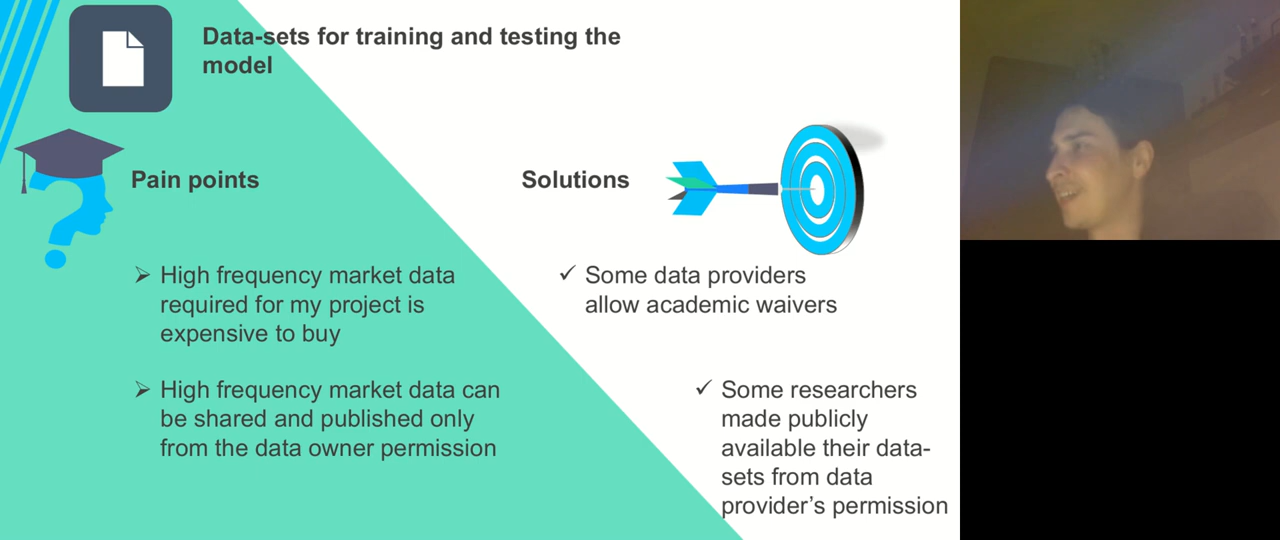 Data-sets for training and testing the
model
Pain points
Solutions
➢ High frequency market data
required for my project is
expensive to buy
➢ High frequency market data can
be shared and published only
from the data owner permission
✓ Some data providers
allow academic waivers
✓ Some researchers
made publicly
available their data-
sets from data
provider's permission